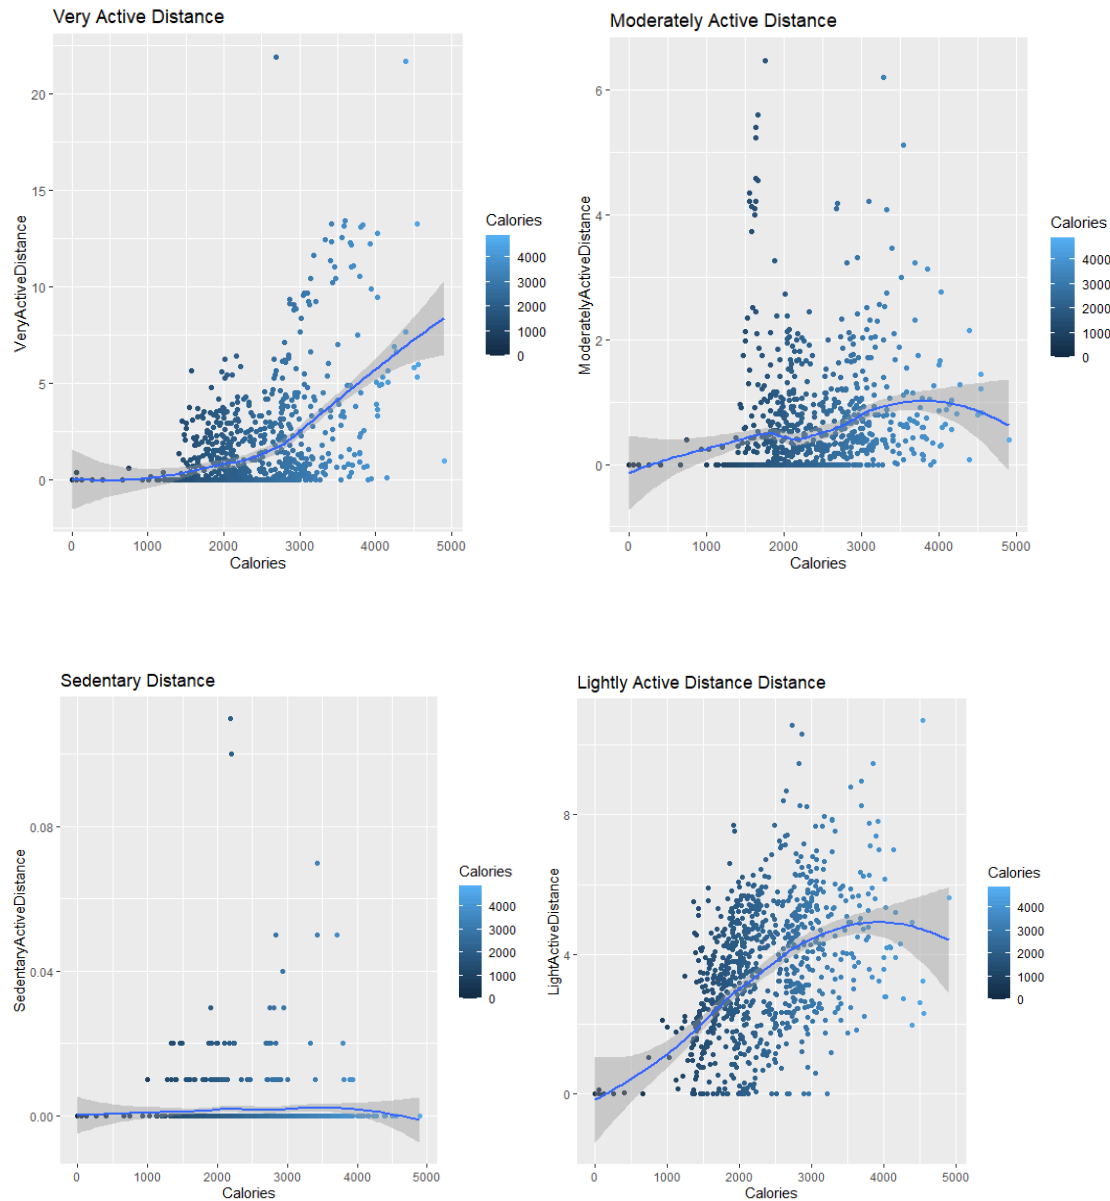 Very Active Distance
VeryActiveDistance
20
15
10
5
0
0 1000 2000 3000 4000 5000
Calories
Calories
4000
3000
2000
1000
0
Moderately Active Distance
ModeratelyActiveDistance
6
4
2
0
0 1000 2000 3000 4000 5000
Calories
Calories
4000
3000
2000
1000
0
Sedentary Distance
SedentaryActiveDistance
0.08
0.04
0.00
0 1000 2000 3000 4000 5000
Calories
Calories
4000
3000
2000
1000
0
Lightly Active Distance Distance
LightActiveDistance
8
4
0
0 1000 2000 3000 4000 5000
Calories
Calories
4000
3000
2000
1000
0